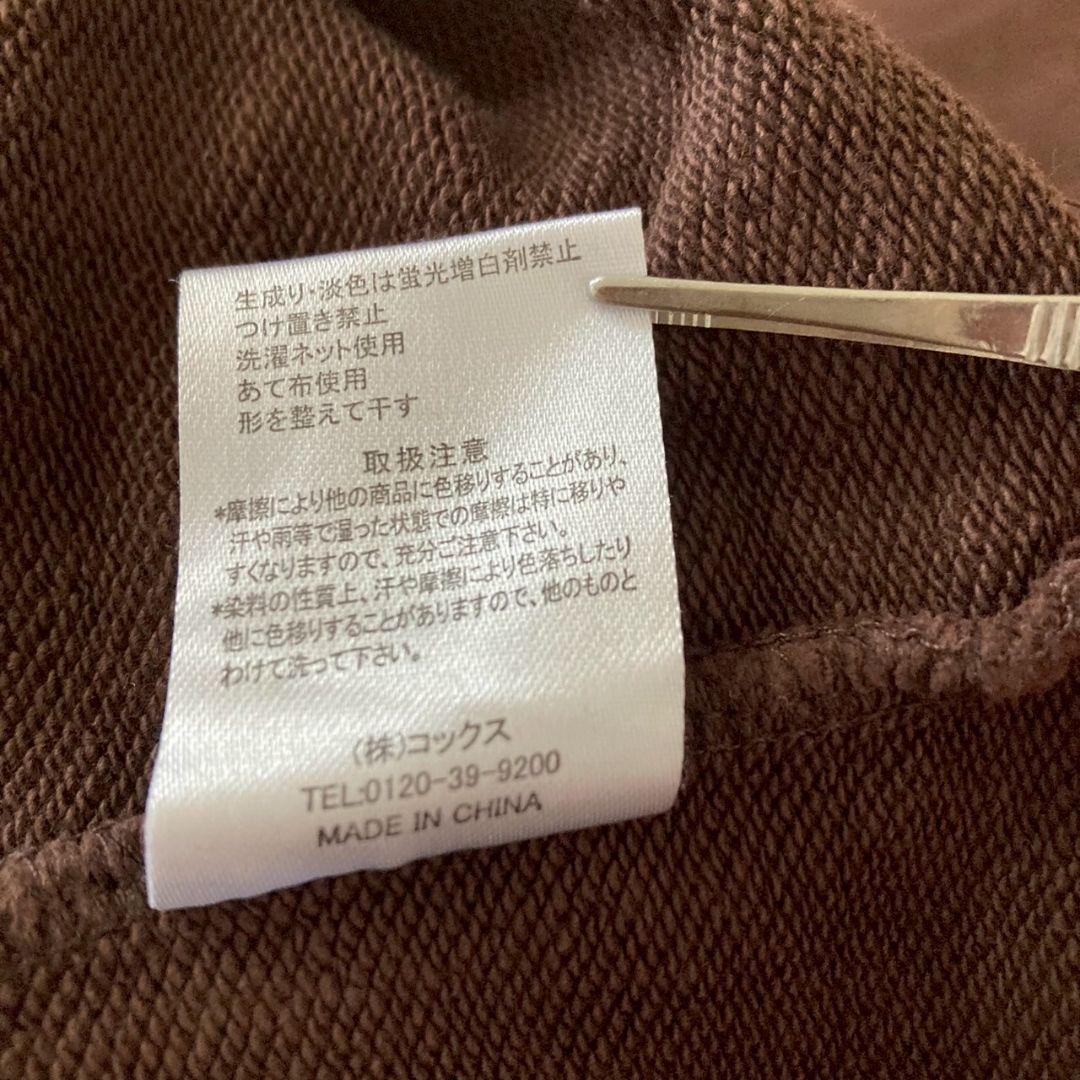 生成り・淡色は蛍光増白剤禁止
つけ置き禁止
洗濯ネット使用
あて布使用
形を整えて干す
取扱注意
*摩擦により他の商品に色移りすることがあり、
汗や雨等で湿った状態での摩擦は特に移りや
すくなりますので、充分ご注意下さい。
*染料の性質上、汗や摩擦により色落ちしたり
他に色移りすることがありますので、他のものと
わけて洗って下さい。
(株)コックス
TEL:0120-39-9200
MADE IN CHINA